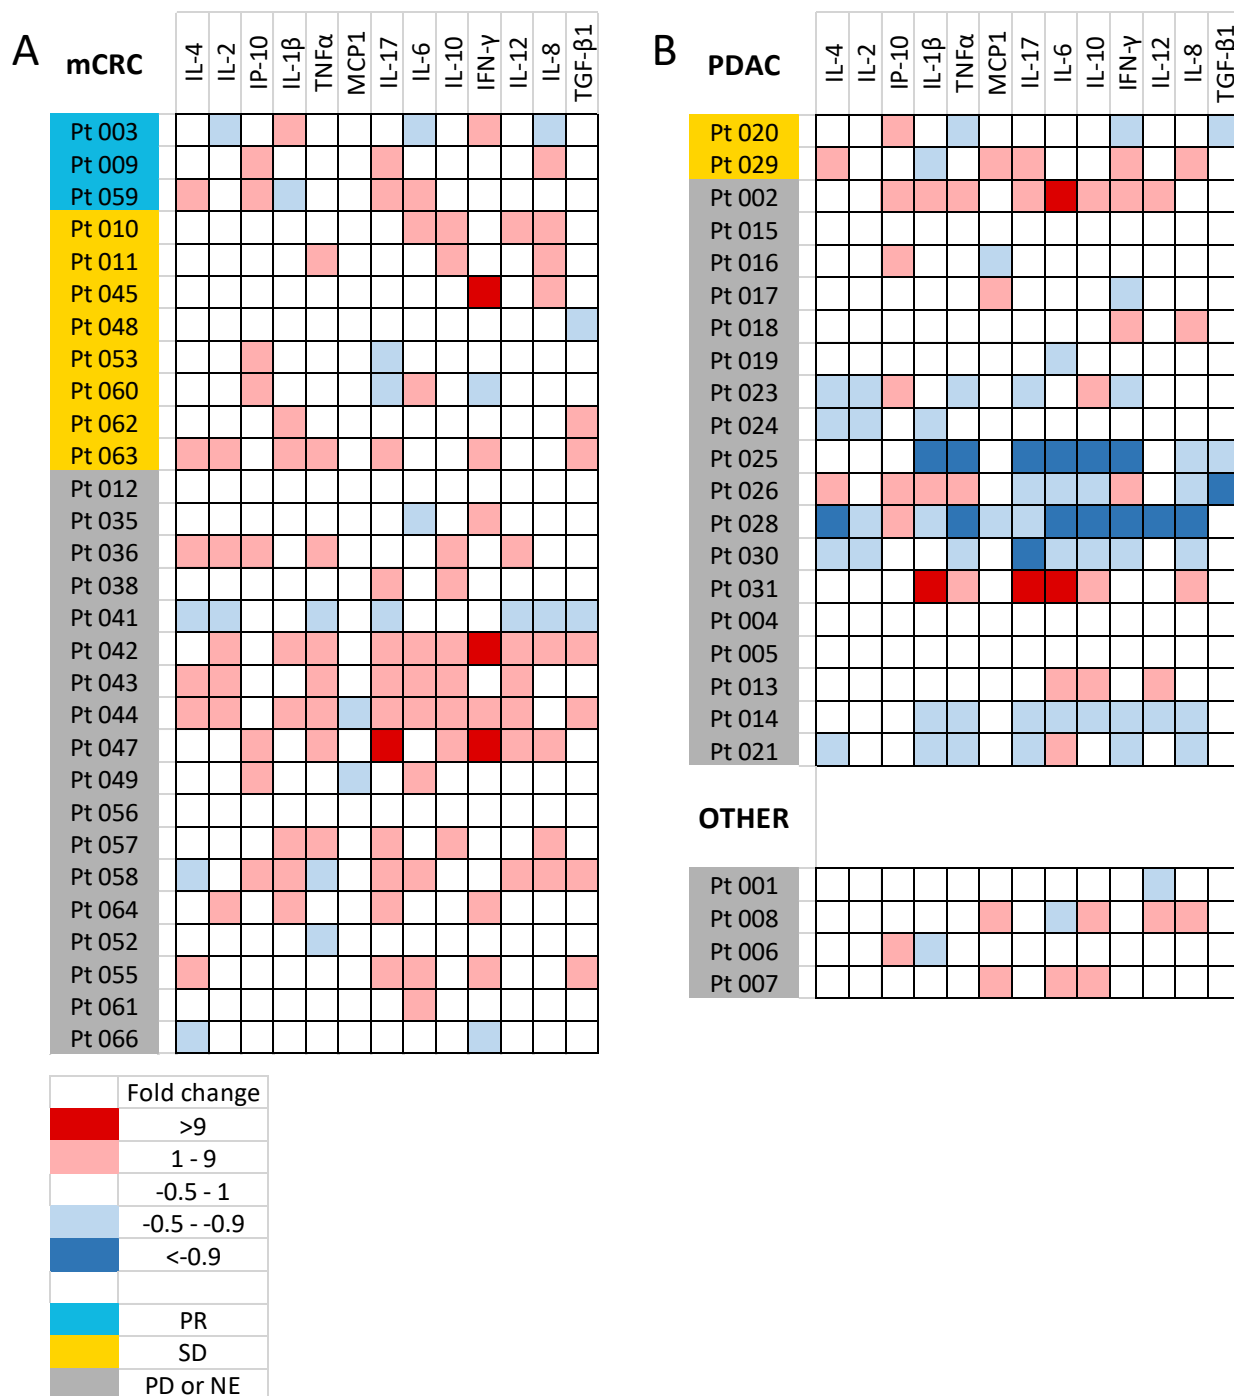 A
mCRC
IL-4
IL-2
IP-10
IL-1β
TNFα
MCP1
IL-17
IL-6
IL-10
IFN-γ
IL-12
IL-8
TGF-β1
Pt 003
Pt 009
Pt 059
Pt 010
Pt 011
Pt 045
Pt 048
Pt 053
Pt 060
Pt 062
Pt 063
Pt 012
Pt 035
Pt 036
Pt 038
Pt 041
Pt 042
Pt 043
Pt 044
Pt 047
Pt 049
Pt 056
Pt 057
Pt 058
Pt 064
Pt 052
Pt 055
Pt 061
Pt 066
Fold change
>9
1 - 9
-0.5 - 1
-0.5 - -0.9
<-0.9
PR
SD
PD or NE
B
PDAC
IL-4
IL-2
IP-10
IL-1β
TNFα
MCP1
IL-17
IL-6
IL-10
IFN-γ
IL-12
IL-8
TGF-β1
Pt 020
Pt 029
Pt 002
Pt 015
Pt 016
Pt 017
Pt 018
Pt 019
Pt 023
Pt 024
Pt 025
Pt 026
Pt 028
Pt 030
Pt 031
Pt 004
Pt 005
Pt 013
Pt 014
Pt 021
OTHER
Pt 001
Pt 008
Pt 006
Pt 007